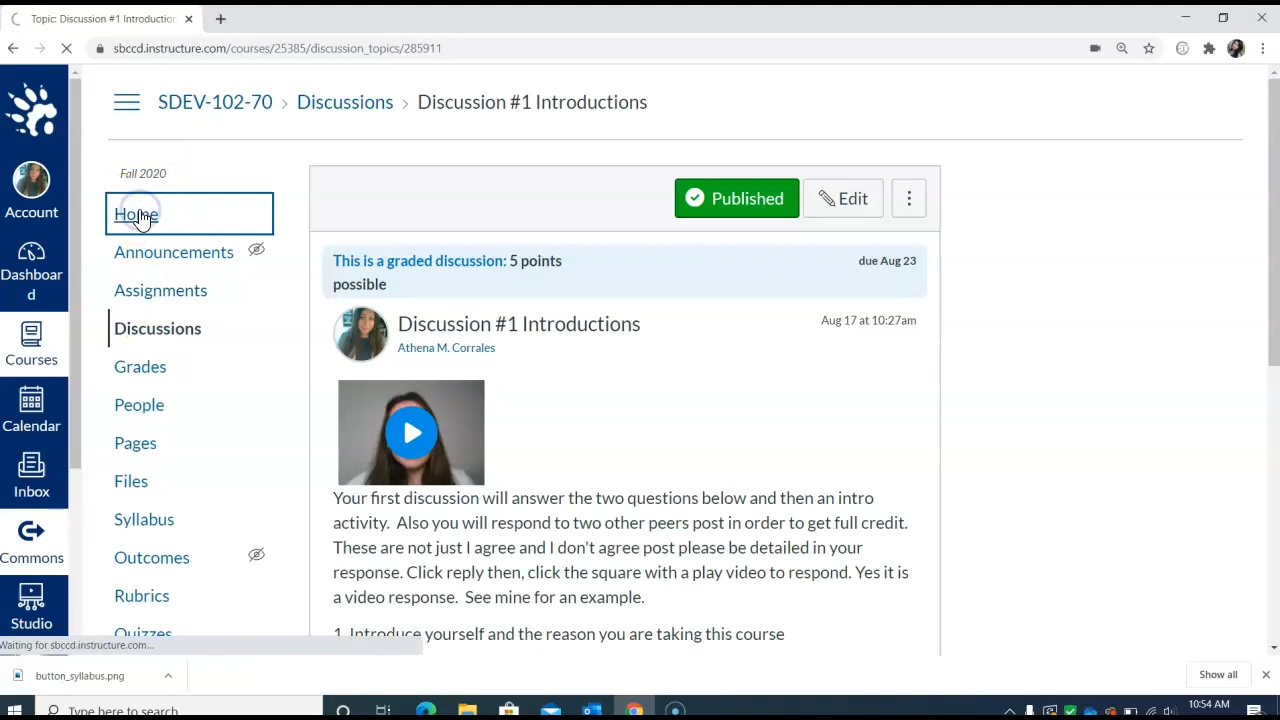 Topic: Discussion #1 Introduction
sbccd.instructure.com/courses/25385/discussion_topics/285911
SDEV-102-70 > Discussions > Discussion #1 Introductions
Account
Dashboar
d
Courses
Calendar
Inbox
Commons
Studio
Fall 2020
Home
Announcements
Assignments
Discussions
Grades
People
Pages
Files
Syllabus
Outcomes
Rubrics
Quizzes
Published
Edit
This is a graded discussion: 5 points
possible
due Aug 23
Discussion #1 Introductions
Aug 17 at 10:27am
Athena M. Corrales
Your first discussion will answer the two questions below and then an intro
activity. Also you will respond to two other peers post in order to get full credit.
These are not just I agree and I don't agree post please be detailed in your
response. Click reply then, click the square with a play video to respond. Yes it is
a video response. See mine for an example.
1. Introduce yourself and the reason you are taking this course
Waiting for sbccd.instructure.com...
button_syllabus.png
Show all
Type here to search
10:54 AM